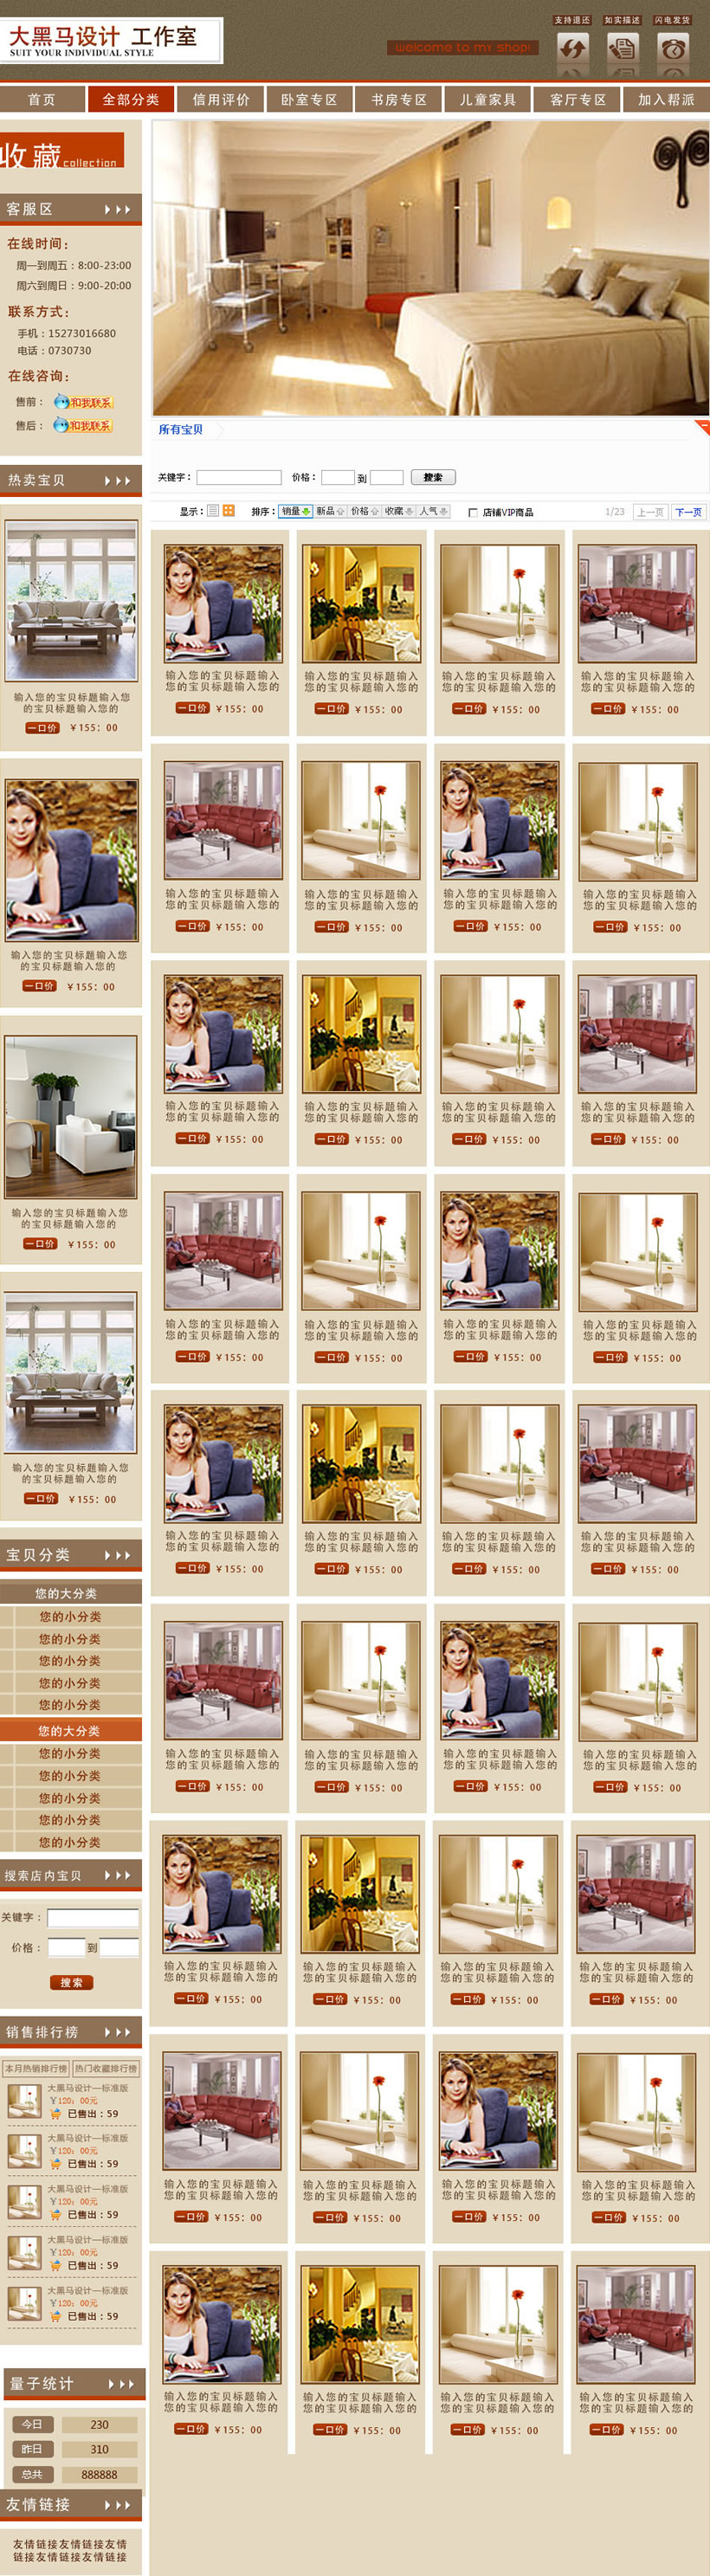 大黑马设计 工作室
SUIT YOUR INDIVIDUAL STYLE
welcome to my shop!
支持退还 如实描述 闪电发货
首页 全部分类 信用评价 卧室专区 书房专区 儿童家具 客厅专区 加入帮派
收藏 collection
客服区
在线时间：
周一到周五：8:00-23:00
周六到周日：9:00-20:00
联系方式：
手机：15273016680
电话：0730730
在线咨询：
售前： 和我联系
售后： 和我联系
所有宝贝
关键字： 价格： 到 搜索
显示： 排序： 销量 新品 价格 收藏 人气 店铺VIP商品 1/23 上一页 下一页
热卖宝贝
输入您的宝贝标题输入您
的宝贝标题输入您的
一口价 ￥155：00
输入您的宝贝标题输入您
的宝贝标题输入您的
一口价 ￥155：00
输入您的宝贝标题输入您
的宝贝标题输入您的
一口价 ￥155：00
输入您的宝贝标题输入您
的宝贝标题输入您的
一口价 ￥155：00
宝贝分类
您的大分类
您的小分类
您的小分类
您的小分类
您的小分类
您的小分类
您的大分类
您的小分类
您的小分类
您的小分类
您的小分类
您的小分类
搜索店内宝贝
关键字：
价格： 到
搜索
销售排行榜
本月热销排行榜 热门收藏排行榜
大黑马设计—标准版
￥120：00元
已售出：59
大黑马设计—标准版
￥120：00元
已售出：59
大黑马设计—标准版
￥120：00元
已售出：59
大黑马设计—标准版
￥120：00元
已售出：59
大黑马设计—标准版
￥120：00元
已售出：59
量子统计
今日 230
昨日 310
总共 888888
友情链接
友情链接友情链接友情
链接友情链接友情链接
输入您的宝贝标题输入 输入您的宝贝标题输入 输入您的宝贝标题输入 输入您的宝贝标题输入
您的宝贝标题输入您的 您的宝贝标题输入您的 您的宝贝标题输入您的 您的宝贝标题输入您的
一口价 ￥155：00 一口价 ￥155：00 一口价 ￥155：00 一口价 ￥155：00
输入您的宝贝标题输入 输入您的宝贝标题输入 输入您的宝贝标题输入 输入您的宝贝标题输入
您的宝贝标题输入您的 您的宝贝标题输入您的 您的宝贝标题输入您的 您的宝贝标题输入您的
一口价 ￥155：00 一口价 ￥155：00 一口价 ￥155：00 一口价 ￥155：00
输入您的宝贝标题输入 输入您的宝贝标题输入 输入您的宝贝标题输入 输入您的宝贝标题输入
您的宝贝标题输入您的 您的宝贝标题输入您的 您的宝贝标题输入您的 您的宝贝标题输入您的
一口价 ￥155：00 一口价 ￥155：00 一口价 ￥155：00 一口价 ￥155：00
输入您的宝贝标题输入 输入您的宝贝标题输入 输入您的宝贝标题输入 输入您的宝贝标题输入
您的宝贝标题输入您的 您的宝贝标题输入您的 您的宝贝标题输入您的 您的宝贝标题输入您的
一口价 ￥155：00 一口价 ￥155：00 一口价 ￥155：00 一口价 ￥155：00
输入您的宝贝标题输入 输入您的宝贝标题输入 输入您的宝贝标题输入 输入您的宝贝标题输入
您的宝贝标题输入您的 您的宝贝标题输入您的 您的宝贝标题输入您的 您的宝贝标题输入您的
一口价 ￥155：00 一口价 ￥155：00 一口价 ￥155：00 一口价 ￥155：00
输入您的宝贝标题输入 输入您的宝贝标题输入 输入您的宝贝标题输入 输入您的宝贝标题输入
您的宝贝标题输入您的 您的宝贝标题输入您的 您的宝贝标题输入您的 您的宝贝标题输入您的
一口价 ￥155：00 一口价 ￥155：00 一口价 ￥155：00 一口价 ￥155：00
输入您的宝贝标题输入 输入您的宝贝标题输入 输入您的宝贝标题输入 输入您的宝贝标题输入
您的宝贝标题输入您的 您的宝贝标题输入您的 您的宝贝标题输入您的 您的宝贝标题输入您的
一口价 ￥155：00 一口价 ￥155：00 一口价 ￥155：00 一口价 ￥155：00
输入您的宝贝标题输入 输入您的宝贝标题输入 输入您的宝贝标题输入 输入您的宝贝标题输入
您的宝贝标题输入您的 您的宝贝标题输入您的 您的宝贝标题输入您的 您的宝贝标题输入您的
一口价 ￥155：00 一口价 ￥155：00 一口价 ￥155：00 一口价 ￥155：00
输入您的宝贝标题输入 输入您的宝贝标题输入 输入您的宝贝标题输入 输入您的宝贝标题输入
您的宝贝标题输入您的 您的宝贝标题输入您的 您的宝贝标题输入您的 您的宝贝标题输入您的
一口价 ￥155：00 一口价 ￥155：00 一口价 ￥155：00 一口价 ￥155：00